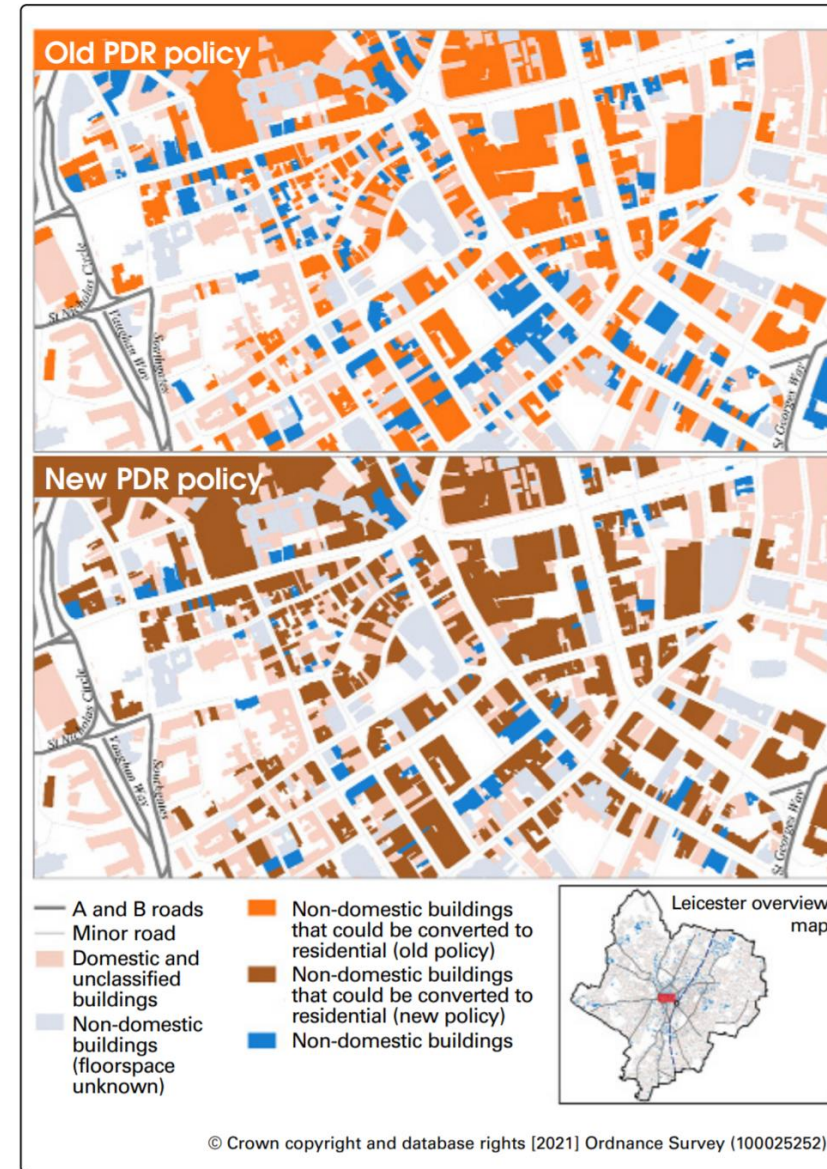 Old PDR policy
St Nicholas Circle
Vaughan Way
Southgates
St Georges Way
New PDR policy
St Nicholas Circle
Vaughan Way
Southgates
St Georges Way
A and B roads
Minor road
Domestic and
unclassified
buildings
Non-domestic
buildings
(floorspace
unknown)
Non-domestic buildings
that could be converted to
residential (old policy)
Non-domestic buildings
that could be converted to
residential (new policy)
Non-domestic buildings
Leicester overview
map
© Crown copyright and database rights [2021] Ordnance Survey (100025252)